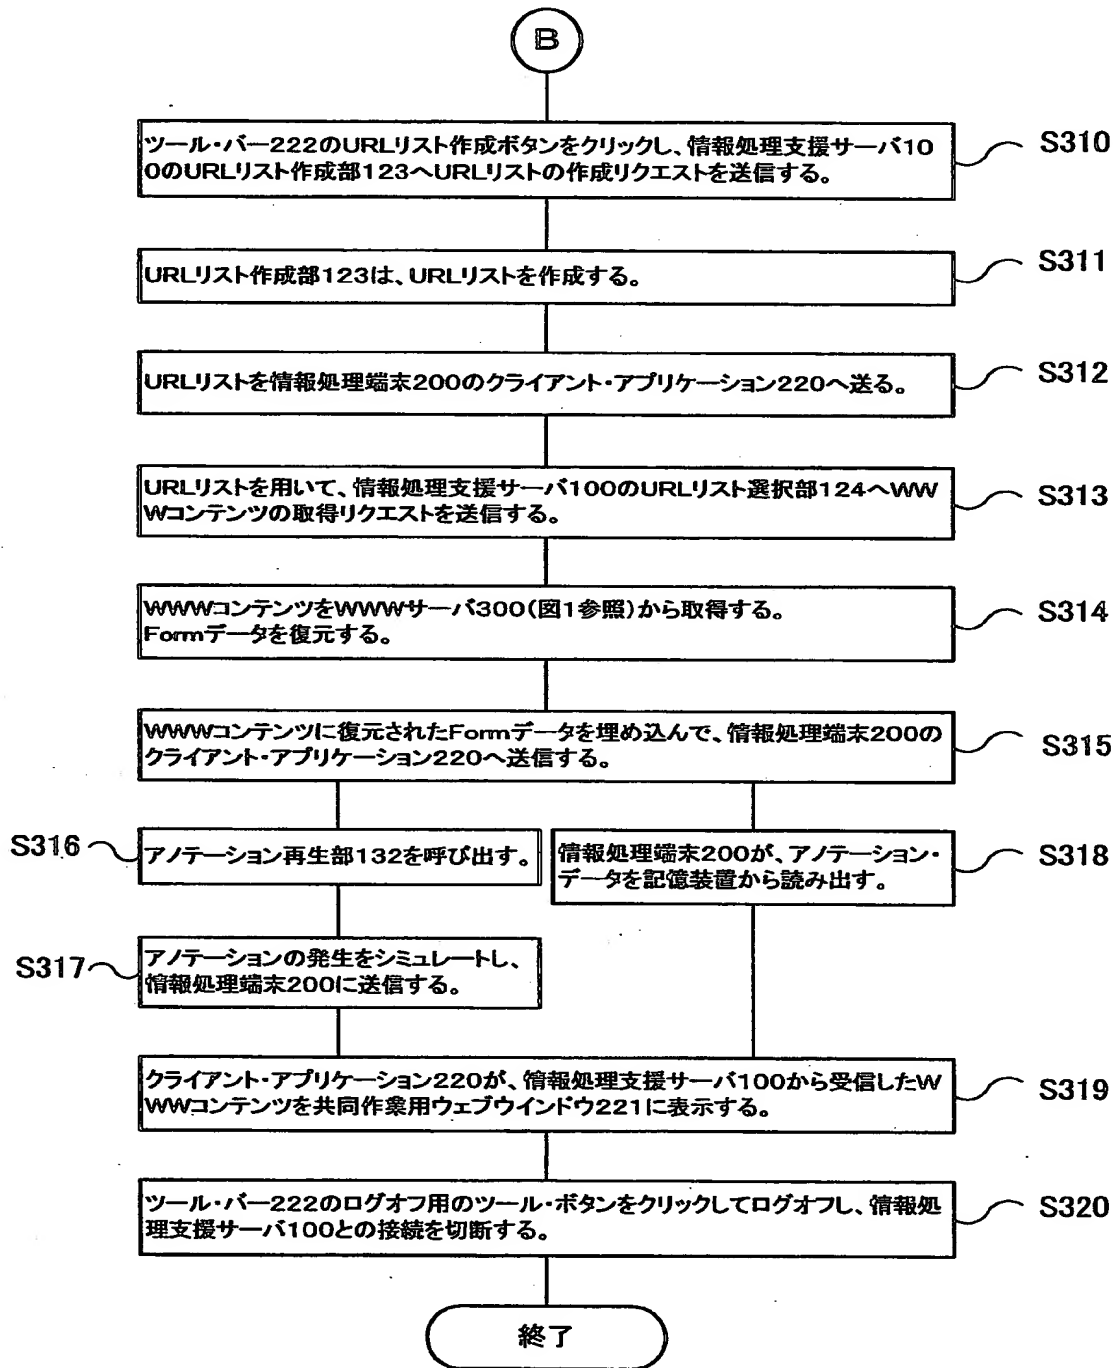 B
ツール・バー222のURLリスト作成ボタンをクリックし、情報処理支援サーバ10
0のURLリスト作成部123へURLリストの作成リクエストを送信する。
S310
URLリスト作成部123は、URLリストを作成する。
S311
URLリストを情報処理端末200のクライアント・アプリケーション220へ送る。
S312
URLリストを用いて、情報処理支援サーバ100のURLリスト選択部124へWW
Wコンテンツの取得リクエストを送信する。
S313
WWWコンテンツをWWWサーバ300(図1参照)から取得する。
Formデータを復元する。
S314
WWWコンテンツに復元されたFormデータを埋め込んで、情報処理端末200の
クライアント・アプリケーション220へ送信する。
S315
S316
アノテーション再生部132を呼び出す。
情報処理端末200が、アノテーション・
データを記憶装置から読み出す。
S318
S317
アノテーションの発生をシミュレートし、
情報処理端末200に送信する。
クライアント・アプリケーション220が、情報処理支援サーバ100から受信したW
WWコンテンツを共同作業用ウェブウインドウ221に表示する。
S319
ツール・バー222のログオフ用のツール・ボタンをクリックしてログオフし、情報処
理支援サーバ100との接続を切断する。
S320
終了